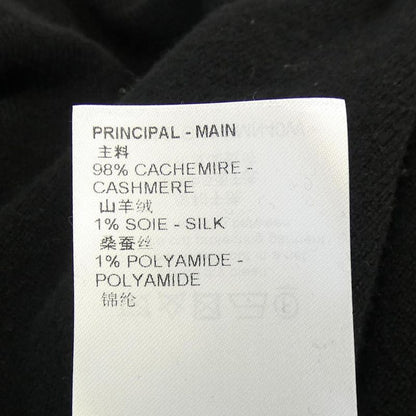 PRINCIPAL - MAIN
主料
98% CACHEMIRE -
CASHMERE
山羊绒
1% SOIE - SILK
桑蚕丝
1% POLYAMIDE -
POLYAMIDE
锦纶